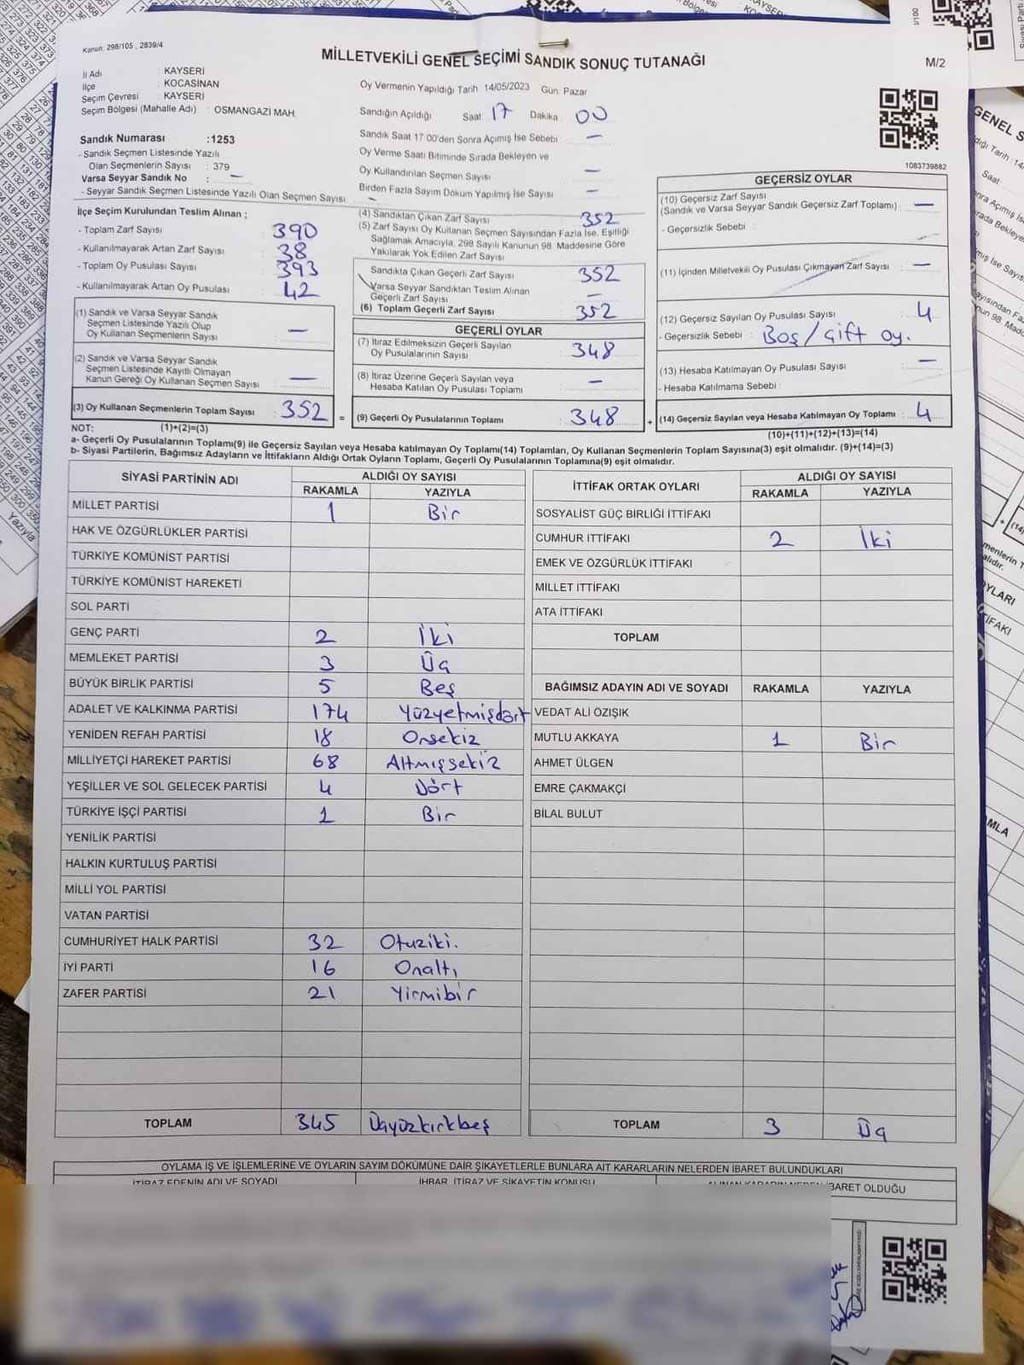 Kanun: 298/105 , 2839/4
MİLLETVEKİLİ GENEL SEÇİMİ SANDIK SONUÇ TUTANAĞI
M/2
İl Adı : KAYSERİ
İlçe : KOCASİNAN
Seçim Çevresi : KAYSERİ
Seçim Bölgesi (Mahalle Adı) : OSMANGAZİ MAH.
Oy Vermenin Yapıldığı Tarih 14/05/2023 Gün: Pazar
Sandığın Açıldığı Saat 17 Dakika 00
Sandık Numarası :1253
- Sandık Seçmen Listesinde Yazılı
Olan Seçmenlerin Sayısı : 379
Varsa Seyyar Sandık No : —
- Seyyar Sandık Seçmen Listesinde Yazılı Olan Seçmen Sayısı
Sandık Saat 17 00'den Sonra Açımış İse Sebebi —
Oy Verme Saati Bitiminde Sırada Bekleyen ve
Oy Kullandırılan Seçmen Sayısı —
Birden Fazla Sayım Döküm Yapılmış İse Sayısı —
1083739882
İlçe Seçim Kurulundan Teslim Alınan ;
- Toplam Zarf Sayısı : 390
- Kullanılmayarak Artan Zarf Sayısı: 38
- Toplam Oy Pusulası Sayısı : 393
- Kullanılmayarak Artan Oy Pusulası : 42
(4) Sandıktan Çıkan Zarf Sayısı 352
(5) Zarf Sayısı Oy Kullanan Seçmen Sayısından Fazla İse, Eşitliği
Sağlamak Amacıyla, 298 Sayılı Kanunun 98. Maddesine Göre
Yakılarak Yok Edilen Zarf Sayısı
Sandıkta Çıkan Geçerli Zarf Sayısı 352
Varsa Seyyar Sandıktan Teslim Alınan
Geçerli Zarf Sayısı —
(6) Toplam Geçerli Zarf Sayısı 352
GEÇERSİZ OYLAR
(10) Geçersiz Zarf Sayısı
(Sandık ve Varsa Seyyar Sandık Geçersiz Zarf Toplamı) : —
- Geçersizlik Sebebi :
(11) İçinden Milletvekili Oy Pusulası Çıkmayan Zarf Sayısı : —
(12) Geçersiz Sayılan Oy Pusulası Sayısı : 4
- Geçersizlik Sebebi : Boş/Çift oy.
(13) Hesaba Katılmayan Oy Pusulası Sayısı : —
- Hesaba Katılmama Sebebi :
(14) Geçersiz Sayılan veya Hesaba Katılmayan Oy Toplamı : 4
(10)+(11)+(12)+(13)=(14)
(1) Sandık ve Varsa Seyyar
Seçmen Listesinde Yazılı Olup
Oy Kullanan Seçmenlerin Sayısı : —
(2) Sandık ve Varsa Seyyar Sandık
Seçmen Listesinde Kayıtlı Olmayan
Kanun Gereği Oy Kullanan Seçmen Sayısı : —
(3) Oy Kullanan Seçmenlerin Toplam Sayısı : 352 =
GEÇERLİ OYLAR
(7) İtiraz Edilmeksizin Geçerli Sayılan
Oy Pusulalarının Sayısı 348
(8) İtiraz Üzerine Geçerli Sayılan veya
Hesaba Katılan Oy Pusulası Toplamı —
(9) Geçerli Oy Pusulalarının Toplamı 348 +
NOT: (1)+(2)=(3)
a- Geçerli Oy Pusulalarının Toplamı(9) ile Geçersiz Sayılan veya Hesaba katılmayan Oy Toplamı(14) Toplamları, Oy Kullanan Seçmenlerin Toplam Sayısına(3) eşit olmalıdır. (9)+(14)=(3)
b- Siyasi Partilerin, Bağımsız Adayların ve İttifakların Aldığı Ortak Oyların Toplamı, Geçerli Oy Pusulalarının Toplamına(9) eşit olmalıdır.
SİYASİ PARTİNİN ADI ALDIĞI OY SAYISI
RAKAMLA YAZIYLA
MİLLET PARTİSİ 1 Bir
HAK VE ÖZGÜRLÜKLER PARTİSİ
TÜRKİYE KOMÜNİST PARTİSİ
TÜRKİYE KOMÜNİST HAREKETİ
SOL PARTİ
GENÇ PARTİ 2 İki
MEMLEKET PARTİSİ 3 Üç
BÜYÜK BİRLİK PARTİSİ 5 Beş
ADALET VE KALKINMA PARTİSİ 174 Yüzyetmişdört
YENİDEN REFAH PARTİSİ 18 Onsekiz
MİLLİYETÇİ HAREKET PARTİSİ 68 Altmışsekiz
YEŞİLLER VE SOL GELECEK PARTİSİ 4 Dört
TÜRKİYE İŞÇİ PARTİSİ 1 Bir
YENİLİK PARTİSİ
HALKIN KURTULUŞ PARTİSİ
MİLLİ YOL PARTİSİ
VATAN PARTİSİ
CUMHURİYET HALK PARTİSİ 32 Otuziki.
İYİ PARTİ 16 Onaltı
ZAFER PARTİSİ 21 Yirmibir
TOPLAM 345 Üçyüzkırkbeş
İTTİFAK ORTAK OYLARI ALDIĞI OY SAYISI
RAKAMLA YAZIYLA
SOSYALİST GÜÇ BİRLİĞİ İTTİFAKI
CUMHUR İTTİFAKI 2 İki
EMEK VE ÖZGÜRLÜK İTTİFAKI
MİLLET İTTİFAKI
ATA İTTİFAKI
TOPLAM
BAĞIMSIZ ADAYIN ADI VE SOYADI RAKAMLA YAZIYLA
VEDAT ALİ ÖZIŞIK
MUTLU AKKAYA 1 Bir
AHMET ÜLGEN
EMRE ÇAKMAKÇİ
BİLAL BULUT
TOPLAM 3 Üç
OYLAMA İŞ VE İŞLEMLERİNE VE OYLARIN SAYIM DÖKÜMÜNE DAİR ŞİKAYETLERLE BUNLARA AİT KARARLARIN NELERDEN İBARET BULUNDUKLARI
İTİRAZ EDENİN ADI VE SOYADI İHBAR, İTİRAZ VE ŞİKAYETİN KONUSU ALINAN KARARIN NEDEN İBARET OLDUĞU